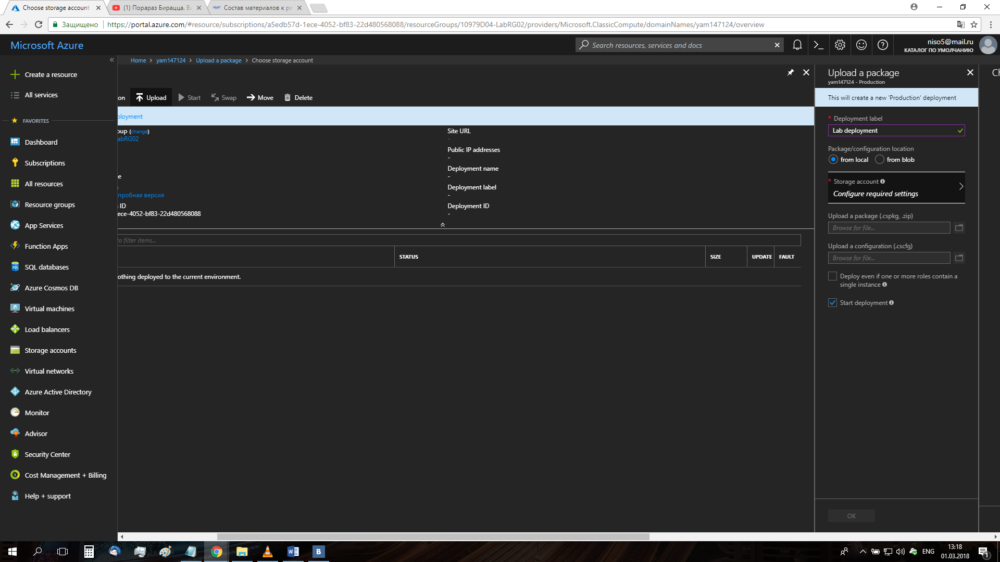 Choose storage account
(1) Порараз Бирацца. Ве
Состав материалов к ре
Защищено
https://portal.azure.com/#resource/subscriptions/a5edb57d-1ece-4052-bf83-22d480568088/resourceGroups/10979D04-LabRG02/providers/Microsoft.ClassicCompute/domainNames/yam147124/overview
Microsoft Azure
Search resources, services and docs
niso5@mail.ru
КАТАЛОГ ПО УМОЛЧАНИЮ
Home > yam147124 > Upload a package > Choose storage account
Create a resource
All services
FAVORITES
Dashboard
Subscriptions
All resources
Resource groups
App Services
Function Apps
SQL databases
Azure Cosmos DB
Virtual machines
Load balancers
Storage accounts
Virtual networks
Azure Active Directory
Monitor
Advisor
Security Center
Cost Management + Billing
Help + support
on
Upload
Start
Swap
Move
Delete
ployment
oup (change)
abRG02
e
пробная версия
ID
ece-4052-bf83-22d480568088
Site URL
-
Public IP addresses
-
Deployment name
-
Deployment label
-
Deployment ID
-
to filter items...
STATUS
SIZE
UPDATE
FAULT
othing deployed to the current environment.
Upload a package
yam147124 - Production
This will create a new 'Production' deployment
* Deployment label
Lab deployment
Package/configuration location
from local
from blob
* Storage account
Configure required settings
Upload a package (.cspkg, .zip)
Browse for file...
Upload a configuration (.cscfg)
Browse for file...
Deploy even if one or more roles contain a
single instance
Start deployment
OK
Ch
ENG
13:18
01.03.2018
1